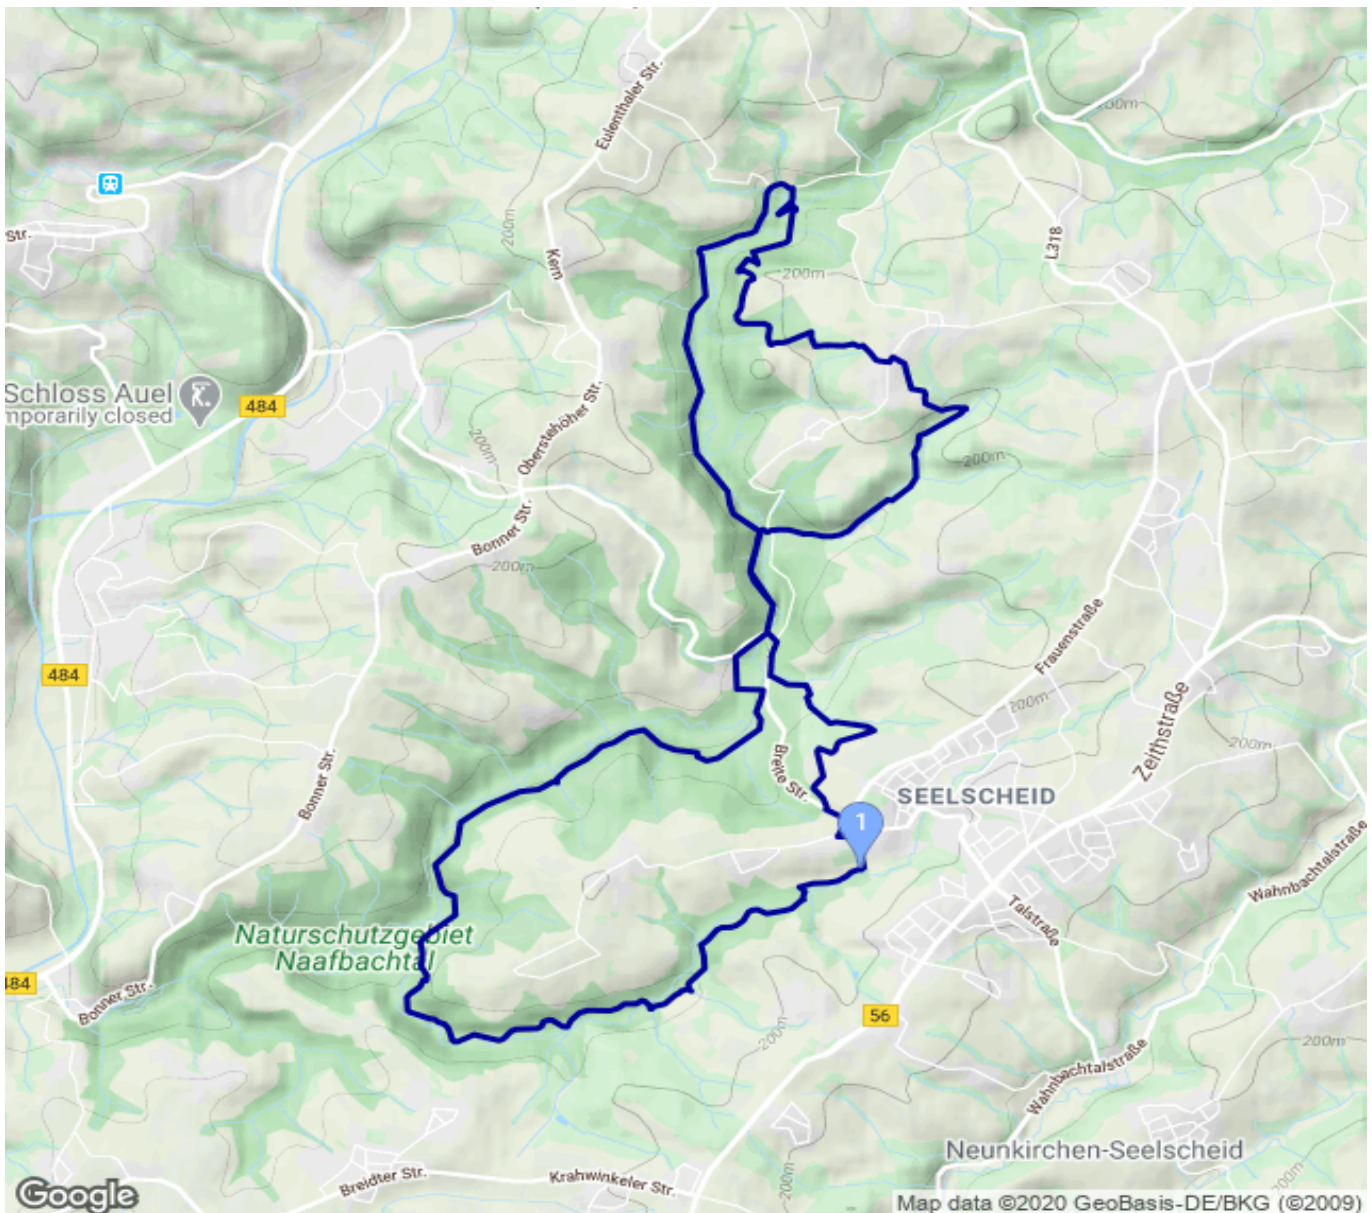 Eulenthaler Str.
200m
200m
Str.
Kern
L318
200m
Schloss Auel
mporarily closed
484
Oberstehöher Str.
200m
200m
Bonner Str.
200m
Frauenstraße
484
200m
Zeithstraße
200m
Breite Str.
Bonner Str.
SEELSCHEID
1
Wahnbachtalstraße
Talstraße
Naturschutzgebiet
Naafbachtal
484
Bonner Str.
56
200m
200m
Wahnbachtalstraße
Neunkirchen-Seelscheid
Breidter Str.
Krahwinkeler Str.
Google
Map data ©2020 GeoBasis-DE/BKG (©2009)